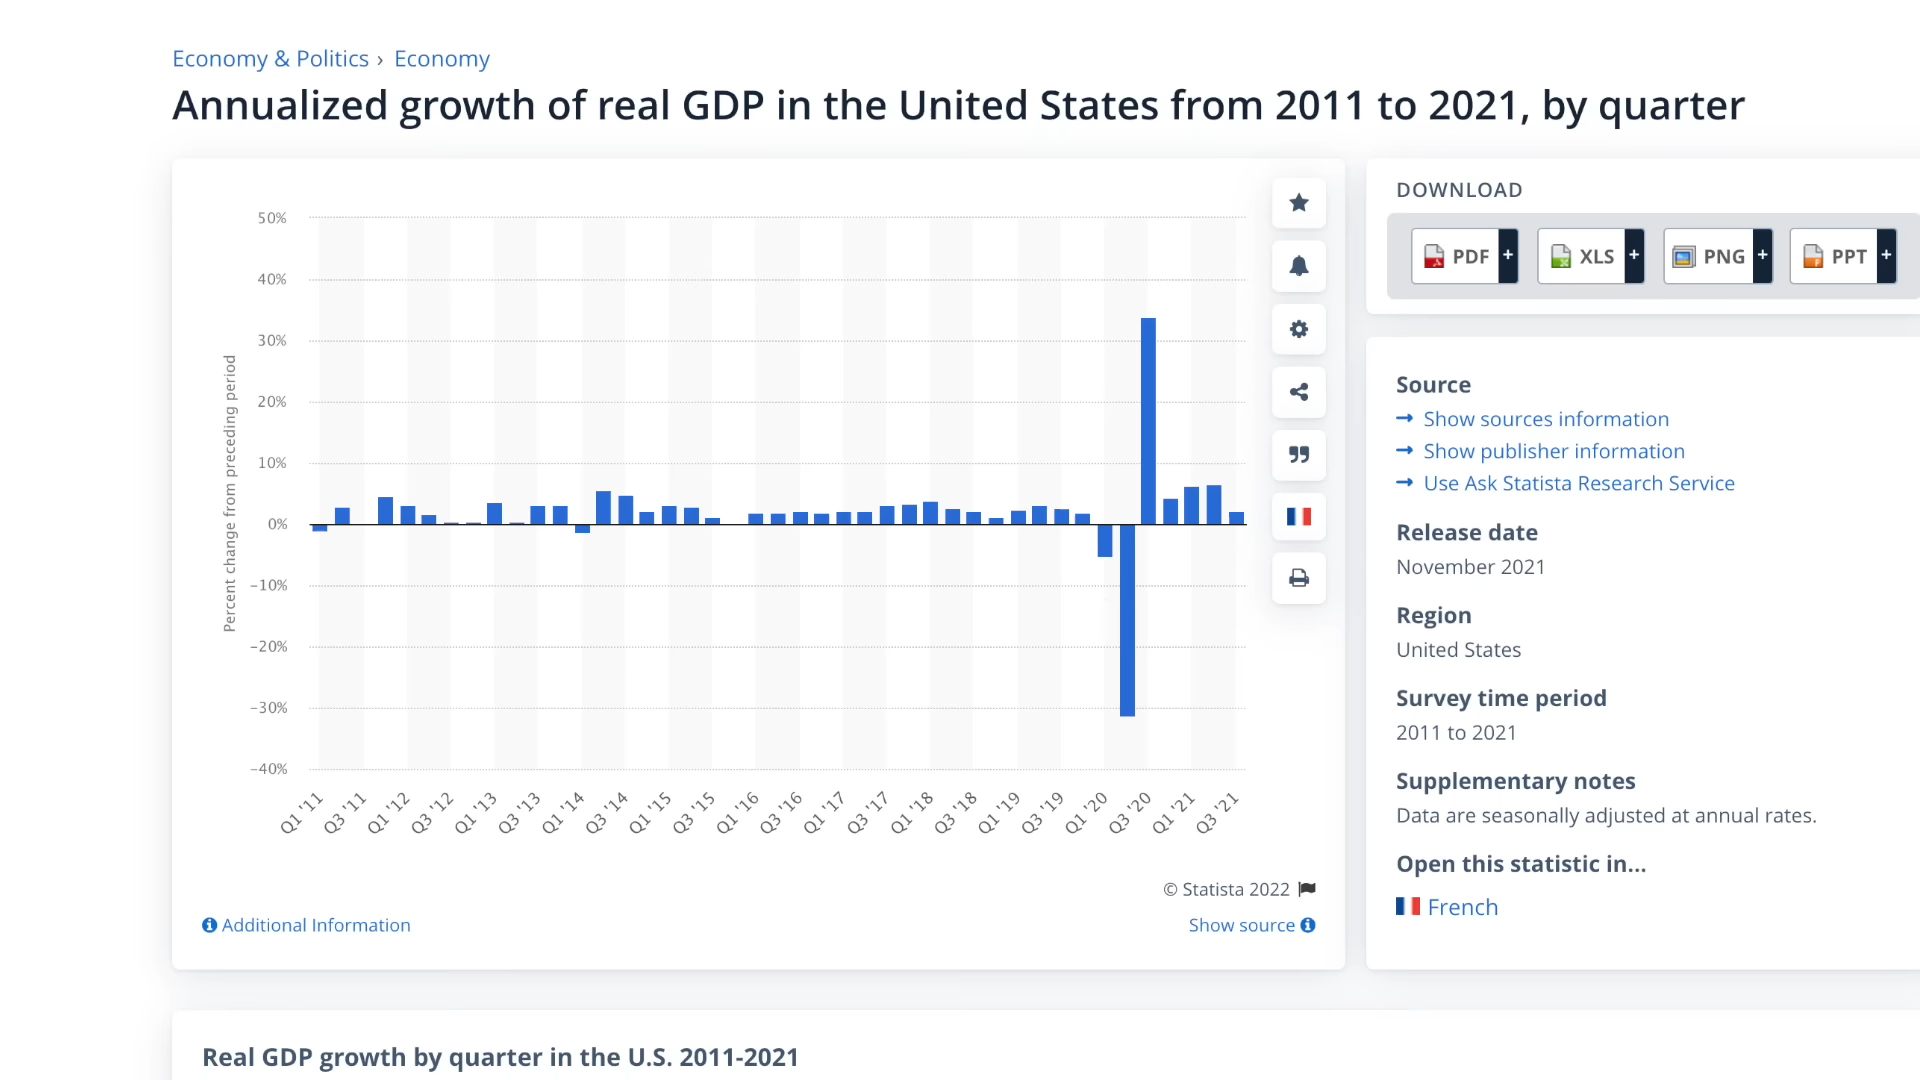 Economy & Politics › Economy
Annualized growth of real GDP in the United States from 2011 to 2021, by quarter
50%
40%
30%
20%
10%
0%
−10%
−20%
−30%
−40%
Percent change from preceding period
Q1 '11
Q3 '11
Q1 '12
Q3 '12
Q1 '13
Q3 '13
Q1 '14
Q3 '14
Q1 '15
Q3 '15
Q1 '16
Q3 '16
Q1 '17
Q3 '17
Q1 '18
Q3 '18
Q1 '19
Q3 '19
Q1 '20
Q3 '20
Q1 '21
Q3 '21
© Statista 2022
Additional Information
Show source
DOWNLOAD
PDF + XLS + PNG + PPT +
Source
→ Show sources information
→ Show publisher information
→ Use Ask Statista Research Service
Release date
November 2021
Region
United States
Survey time period
2011 to 2021
Supplementary notes
Data are seasonally adjusted at annual rates.
Open this statistic in...
French
Real GDP growth by quarter in the U.S. 2011-2021